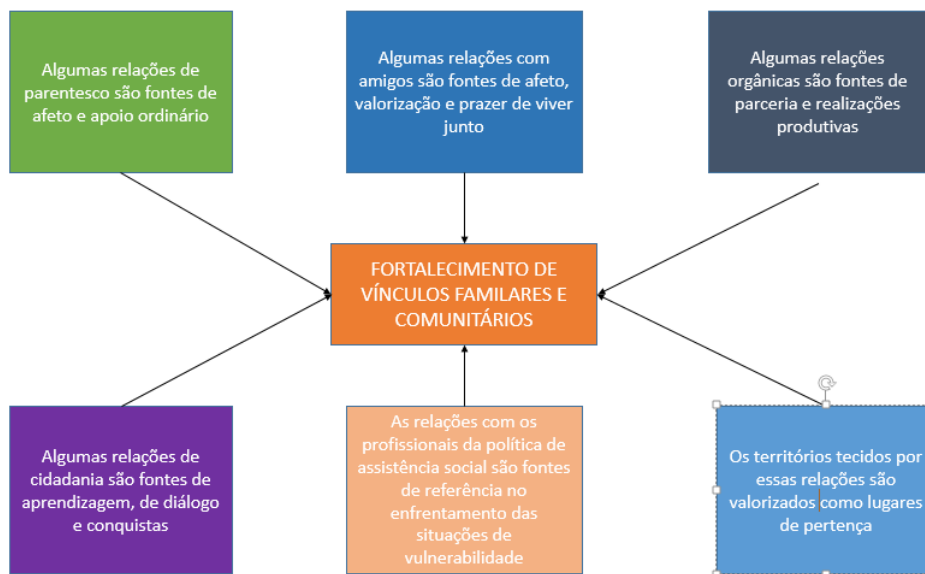 Algumas relações de
parentesco são fontes de
afeto e apoio ordinário
Algumas relações com
amigos são fontes de afeto,
valorização e prazer de viver
junto
Algumas relações
orgânicas são fontes de
parceria e realizações
produtivas
FORTALECIMENTO DE
VÍNCULOS FAMILARES E
COMUNITÁRIOS
Algumas relações de
cidadania são fontes de
aprendizagem, de diálogo
e conquistas
As relações com os
profissionais da política de
assistência social são fontes
de referência no
enfrentamento das
situações de
vulnerabilidade
Os territórios tecidos por
essas relações são
valorizados como lugares
de pertença